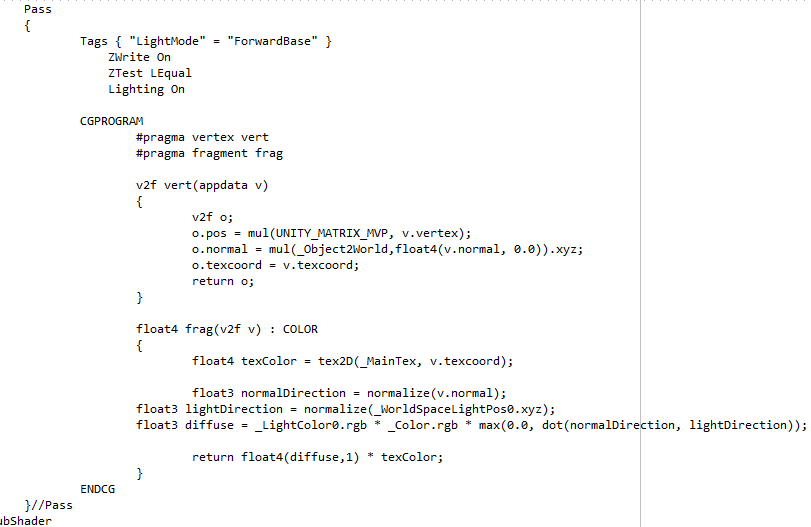 Pass
{
Tags { "LightMode" = "ForwardBase" }
ZWrite On
ZTest LEqual
Lighting On
CGPROGRAM
#pragma vertex vert
#pragma fragment frag
v2f vert(appdata v)
{
v2f o;
o.pos = mul(UNITY_MATRIX_MVP, v.vertex);
o.normal = mul(_Object2World,float4(v.normal, 0.0)).xyz;
o.texcoord = v.texcoord;
return o;
}
float4 frag(v2f v) : COLOR
{
float4 texColor = tex2D(_MainTex, v.texcoord);
float3 normalDirection = normalize(v.normal);
float3 lightDirection = normalize(_WorldSpaceLightPos0.xyz);
float3 diffuse = _LightColor0.rgb * _Color.rgb * max(0.0, dot(normalDirection, lightDirection));
return float4(diffuse,1) * texColor;
}
ENDCG
}//Pass
ubShader